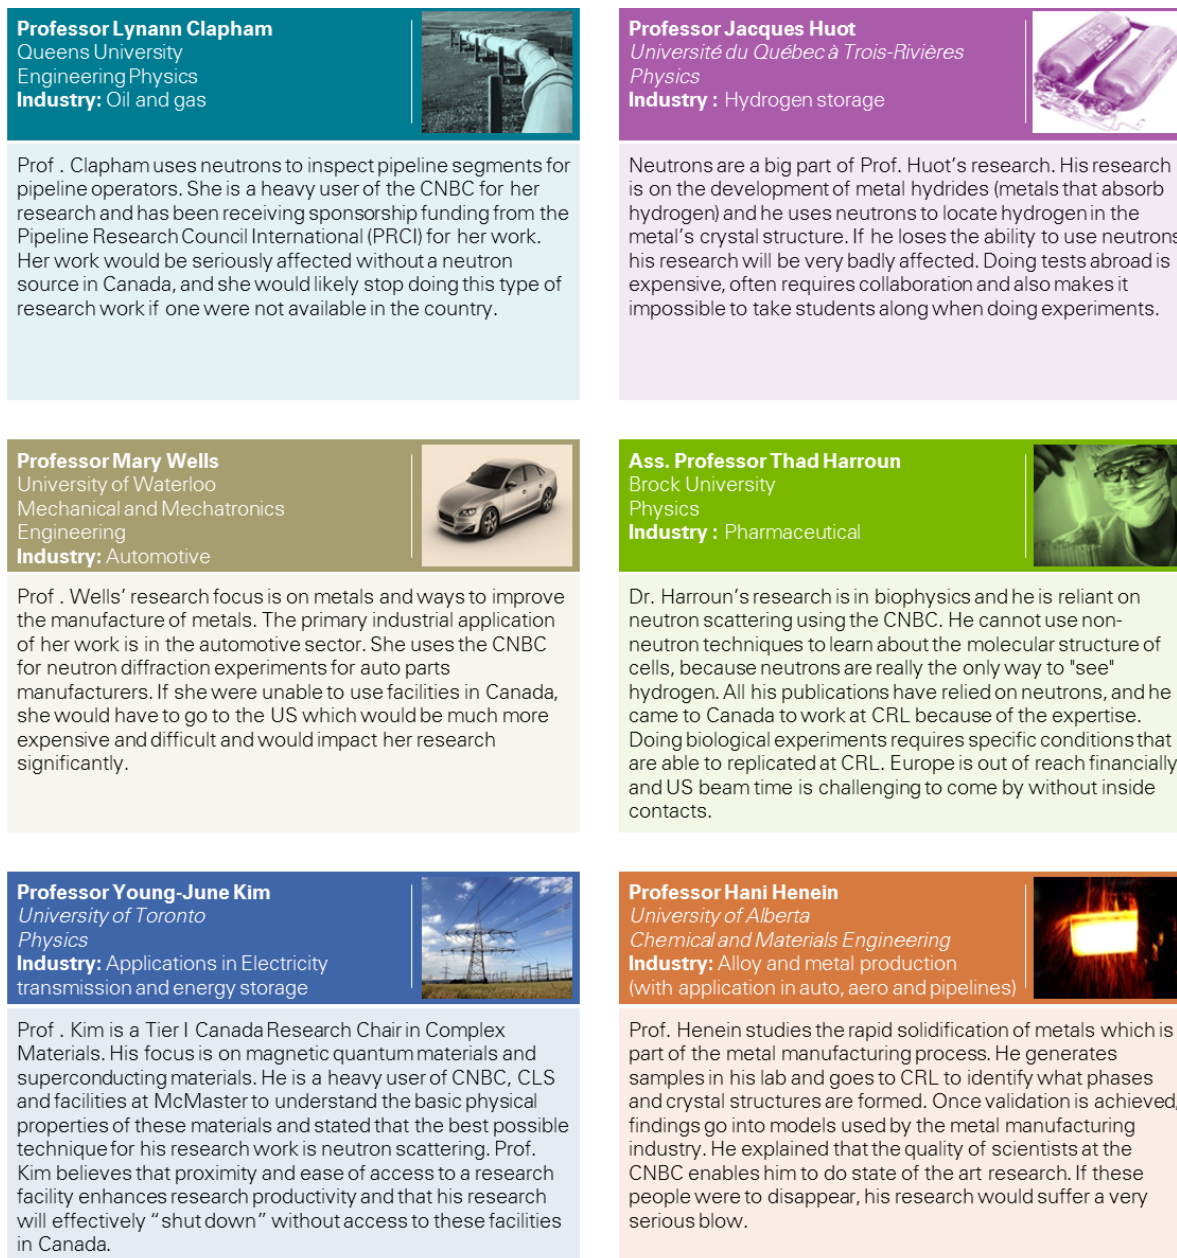 Professor Lynann Clapham
Queens University
Engineering Physics
Industry: Oil and gas
Prof . Clapham uses neutrons to inspect pipeline segments for
pipeline operators. She is a heavy user of the CNBC for her
research and has been receiving sponsorship funding from the
Pipeline Research Council International (PRCI) for her work.
Her work would be seriously affected without a neutron
source in Canada, and she would likely stop doing this type of
research work if one were not available in the country.
Professor Jacques Huot
Université du Québec à Trois-Rivières
Physics
Industry : Hydrogen storage
Neutrons are a big part of Prof. Huot's research. His research
is on the development of metal hydrides (metals that absorb
hydrogen) and he uses neutrons to locate hydrogen in the
metal's crystal structure. If he loses the ability to use neutrons
his research will be very badly affected. Doing tests abroad is
expensive, often requires collaboration and also makes it
impossible to take students along when doing experiments.
Professor Mary Wells
University of Waterloo
Mechanical and Mechatronics
Engineering
Industry: Automotive
Prof . Wells' research focus is on metals and ways to improve
the manufacture of metals. The primary industrial application
of her work is in the automotive sector. She uses the CNBC
for neutron diffraction experiments for auto parts
manufacturers. If she were unable to use facilities in Canada,
she would have to go to the US which would be much more
expensive and difficult and would impact her research
significantly.
Ass. Professor Thad Harroun
Brock University
Physics
Industry : Pharmaceutical
Dr. Harroun's research is in biophysics and he is reliant on
neutron scattering using the CNBC. He cannot use non-
neutron techniques to learn about the molecular structure of
cells, because neutrons are really the only way to "see"
hydrogen. All his publications have relied on neutrons, and he
came to Canada to work at CRL because of the expertise.
Doing biological experiments requires specific conditions that
are able to replicated at CRL. Europe is out of reach financially
and US beam time is challenging to come by without inside
contacts.
Professor Young-June Kim
University of Toronto
Physics
Industry: Applications in Electricity
transmission and energy storage
Prof . Kim is a Tier I Canada Research Chair in Complex
Materials. His focus is on magnetic quantum materials and
superconducting materials. He is a heavy user of CNBC, CLS
and facilities at McMaster to understand the basic physical
properties of these materials and stated that the best possible
technique for his research work is neutron scattering. Prof.
Kim believes that proximity and ease of access to a research
facility enhances research productivity and that his research
will effectively “shut down” without access to these facilities
in Canada.
Professor Hani Henein
University of Alberta
Chemical and Materials Engineering
Industry: Alloy and metal production
(with application in auto, aero and pipelines)
Prof. Henein studies the rapid solidification of metals which is
part of the metal manufacturing process. He generates
samples in his lab and goes to CRL to identify what phases
and crystal structures are formed. Once validation is achieved,
findings go into models used by the metal manufacturing
industry. He explained that the quality of scientists at the
CNBC enables him to do state of the art research. If these
people were to disappear, his research would suffer a very
serious blow.